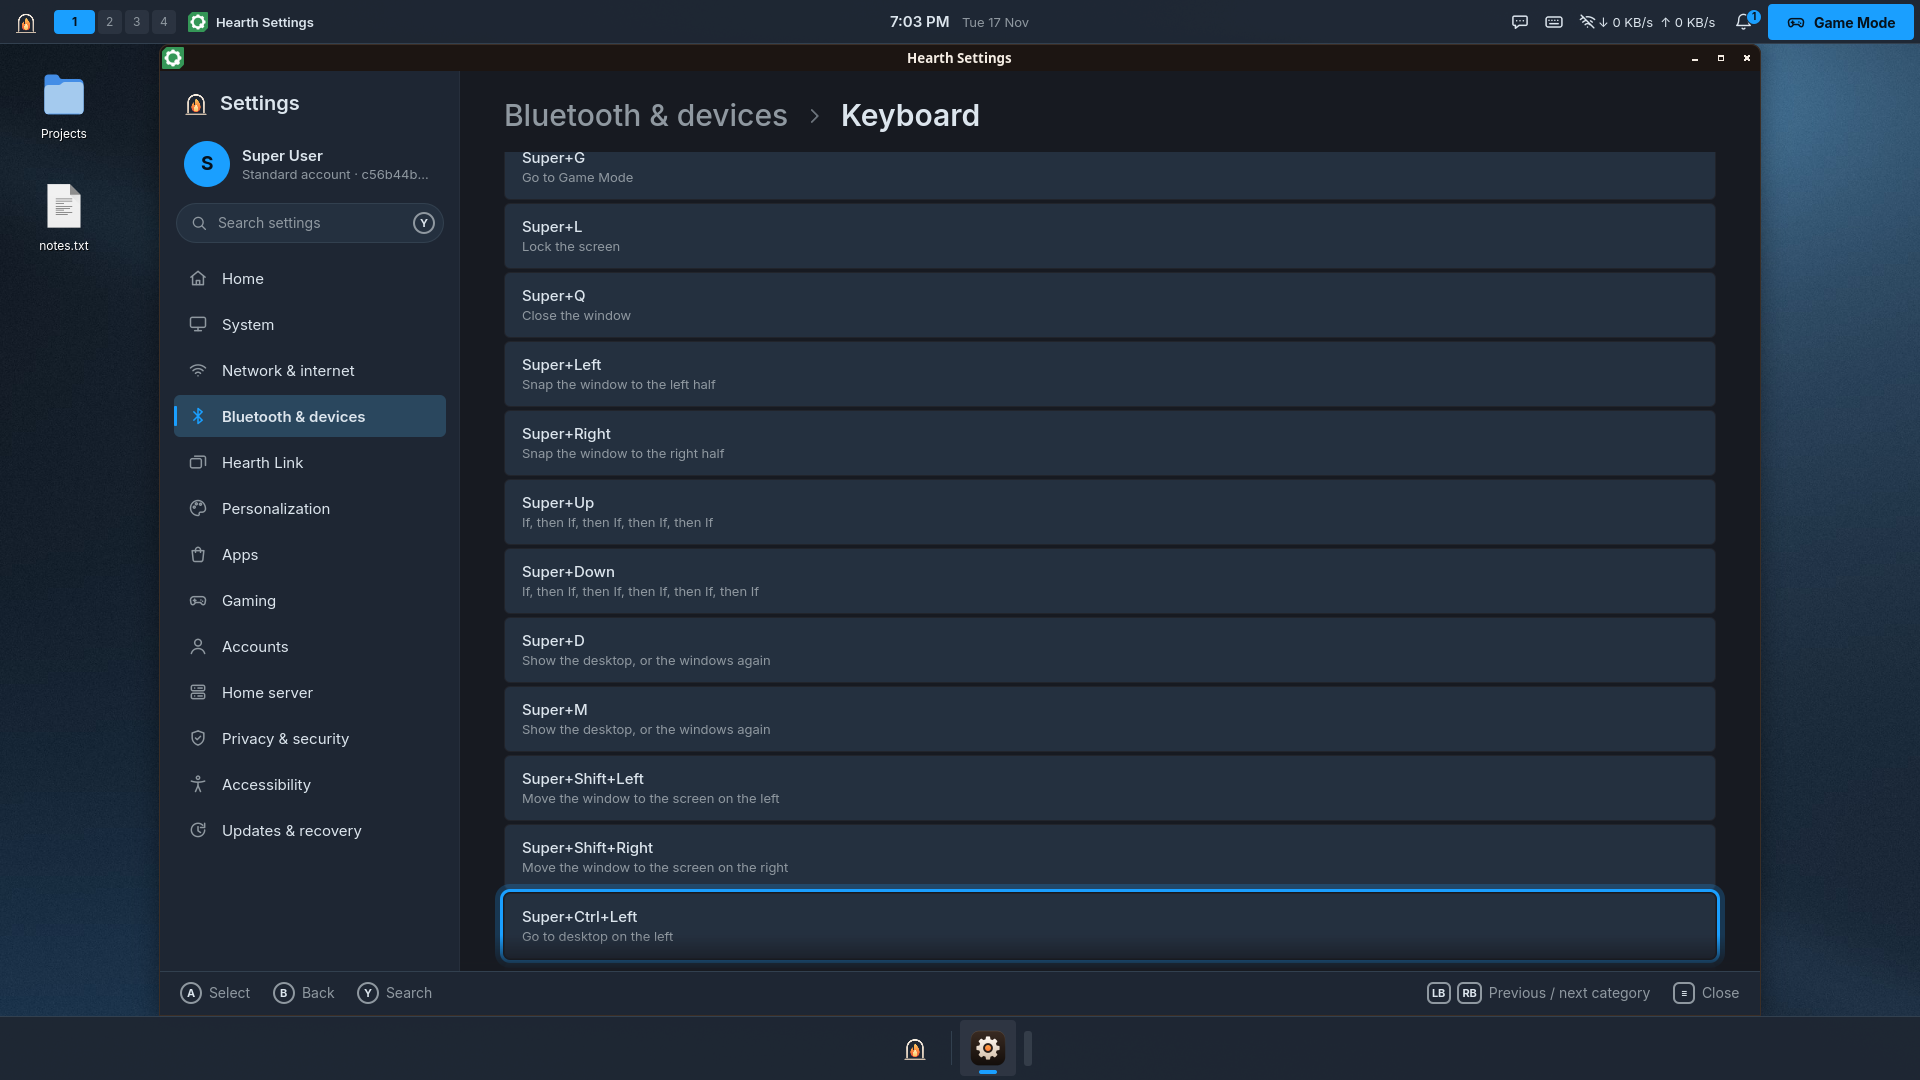 1 2 3 4 Hearth Settings 7:03 PM Tue 17 Nov ↓ 0 KB/s ↑ 0 KB/s 1 Game Mode
Hearth Settings
Projects
notes.txt
Settings
S
Super User
Standard account · c56b44b...
Search settings Y
Home
System
Network & internet
Bluetooth & devices
Hearth Link
Personalization
Apps
Gaming
Accounts
Home server
Privacy & security
Accessibility
Updates & recovery
Bluetooth & devices > Keyboard
Super+G
Go to Game Mode
Super+L
Lock the screen
Super+Q
Close the window
Super+Left
Snap the window to the left half
Super+Right
Snap the window to the right half
Super+Up
If, then If, then If, then If, then If
Super+Down
If, then If, then If, then If, then If, then If
Super+D
Show the desktop, or the windows again
Super+M
Show the desktop, or the windows again
Super+Shift+Left
Move the window to the screen on the left
Super+Shift+Right
Move the window to the screen on the right
Super+Ctrl+Left
Go to desktop on the left
A Select B Back Y Search LB RB Previous / next category ≡ Close